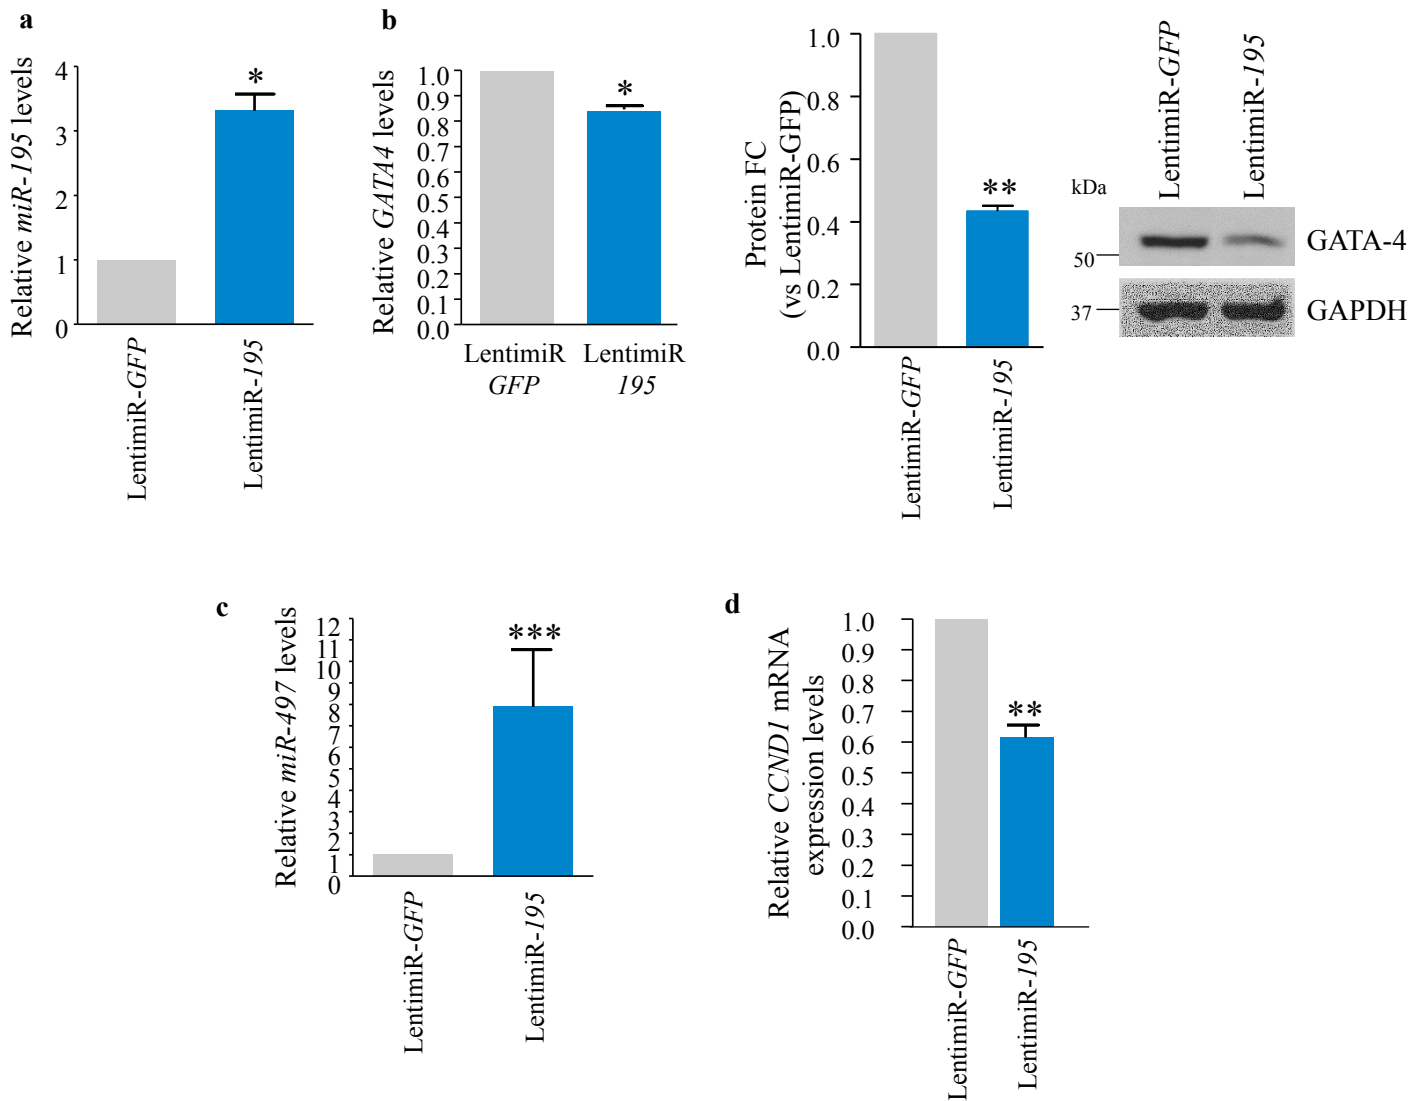 a
Relative miR-195 levels
4
3
2
1
0
*
LentimiR-GFP
LentimiR-195
b
Relative GATA4 levels
1.0
0.9
0.8
0.7
0.6
0.5
0.4
0.3
0.2
0.1
0.0
*
LentimiR
GFP
LentimiR
195
Protein FC
(vs LentimiR-GFP)
1.0
0.8
0.6
0.4
0.2
0.0
**
LentimiR-GFP
LentimiR-195
LentimiR-GFP
LentimiR-195
kDa
50
GATA-4
37
GAPDH
c
Relative miR-497 levels
12
11
10
9
8
7
6
5
4
3
2
1
0
***
LentimiR-GFP
LentimiR-195
d
Relative CCND1 mRNA
expression levels
1.0
0.9
0.8
0.7
0.6
0.5
0.4
0.3
0.2
0.1
0.0
**
LentimiR-GFP
LentimiR-195